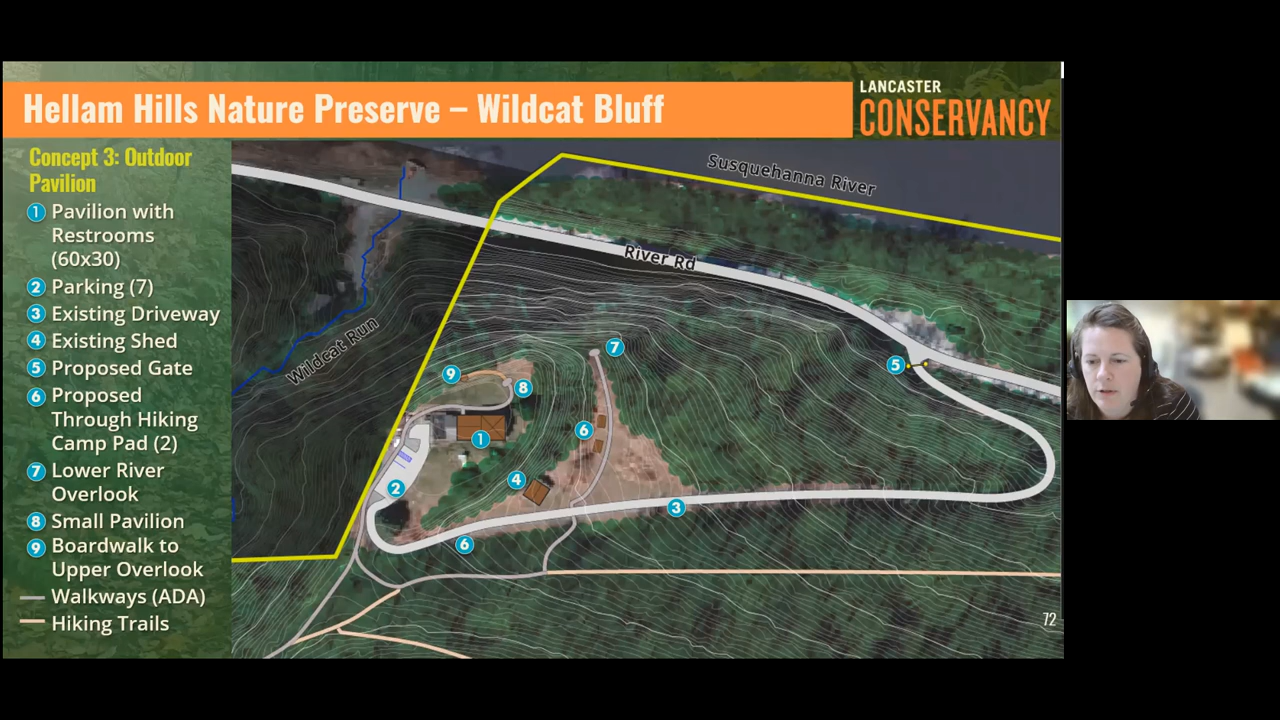 Hellam Hills Nature Preserve – Wildcat Bluff
LANCASTER
CONSERVANCY
Concept 3: Outdoor
Pavilion
1 Pavilion with
Restrooms
(60x30)
2 Parking (7)
3 Existing Driveway
4 Existing Shed
5 Proposed Gate
6 Proposed
Through Hiking
Camp Pad (2)
7 Lower River
Overlook
8 Small Pavilion
9 Boardwalk to
Upper Overlook
Walkways (ADA)
Hiking Trails
Susquehanna River
River Rd
Wildcat Run
7
5
9
8
6
1
4
2
3
6
72